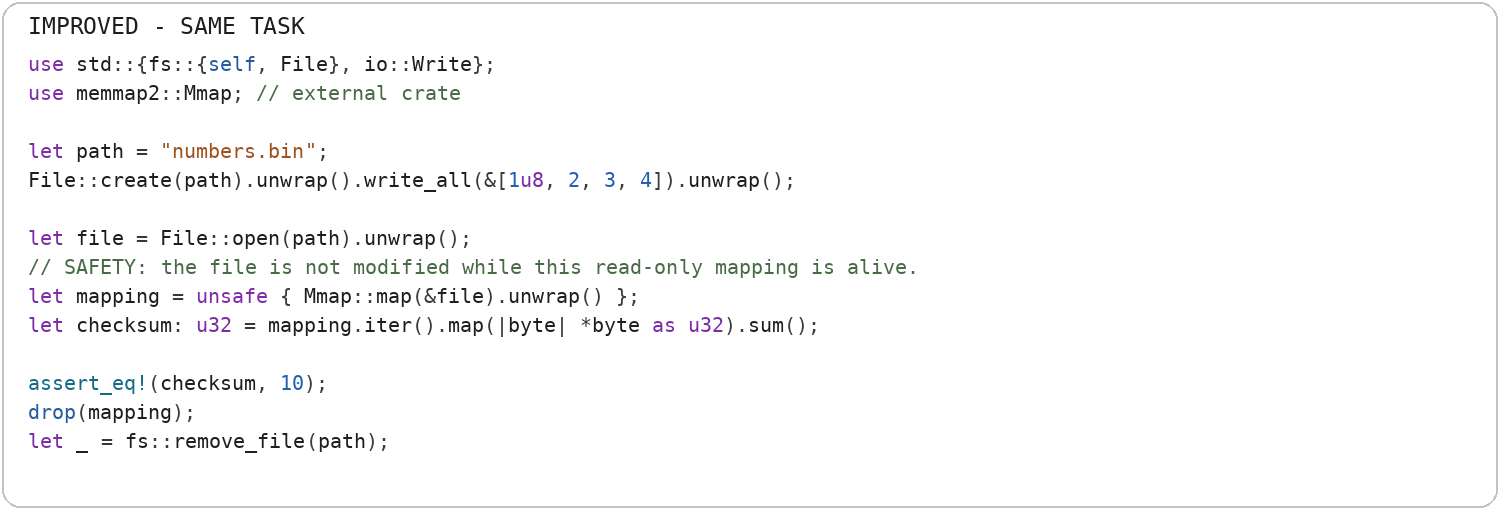 IMPROVED - SAME TASK
use std::{fs::{self, File}, io::Write};
use memmap2::Mmap; // external crate
let path = "numbers.bin";
File::create(path).unwrap().write_all(&[1u8, 2, 3, 4]).unwrap();
let file = File::open(path).unwrap();
// SAFETY: the file is not modified while this read-only mapping is alive.
let mapping = unsafe { Mmap::map(&file).unwrap() };
let checksum: u32 = mapping.iter().map(|byte| *byte as u32).sum();
assert_eq!(checksum, 10);
drop(mapping);
let _ = fs::remove_file(path);